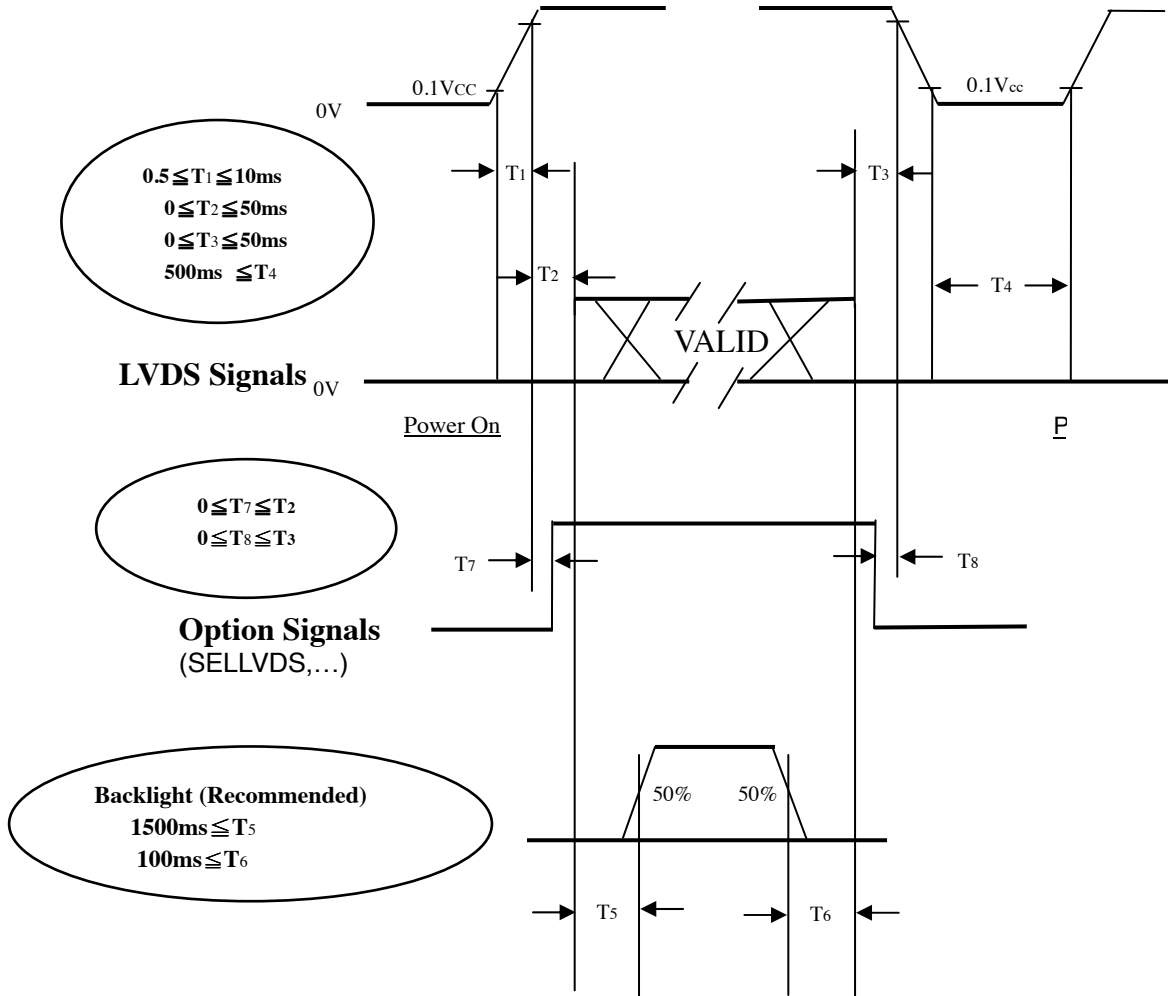 0.1VCC
0.1Vcc
0V
0.5≦T1≦10ms
0≦T2≦50ms
0≦T3≦50ms
500ms ≦T4
T1
T3
T2
T4
VALID
LVDS Signals 0V
Power On
P
0≦T7≦T2
0≦T8≦T3
T7
T8
Option Signals
(SELLVDS,…)
Backlight (Recommended)
1500ms≦T5
100ms≦T6
50%
50%
T5
T6